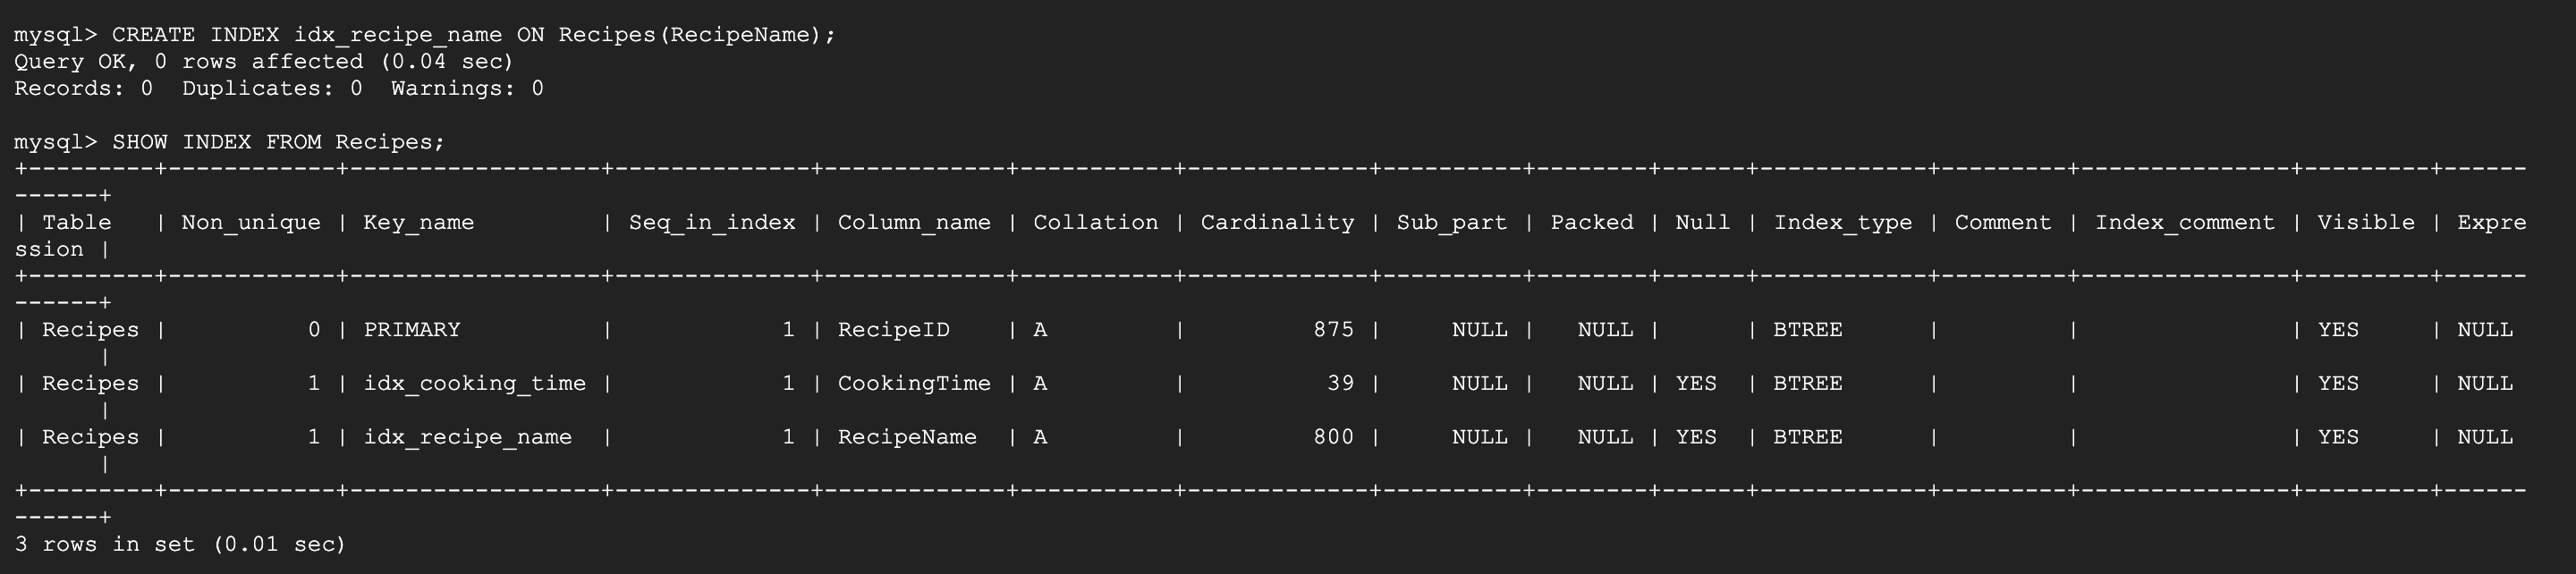 mysql> CREATE INDEX idx_recipe_name ON Recipes(RecipeName);
Query OK, 0 rows affected (0.04 sec)
Records: 0  Duplicates: 0  Warnings: 0

mysql> SHOW INDEX FROM Recipes;
+---------+------------+------------------+--------------+-------------+-----------+-------------+----------+--------+------+------------+---------+---------------+---------+------
------+
| Table   | Non_unique | Key_name         | Seq_in_index | Column_name | Collation | Cardinality | Sub_part | Packed | Null | Index_type | Comment | Index_comment | Visible | Expre
ssion |
+---------+------------+------------------+--------------+-------------+-----------+-------------+----------+--------+------+------------+---------+---------------+---------+------
------+
| Recipes |          0 | PRIMARY          |            1 | RecipeID    | A         |         875 |     NULL |   NULL |      | BTREE      |         |               | YES     | NULL
      |
| Recipes |          1 | idx_cooking_time |            1 | CookingTime | A         |          39 |     NULL |   NULL | YES  | BTREE      |         |               | YES     | NULL
      |
| Recipes |          1 | idx_recipe_name  |            1 | RecipeName  | A         |         800 |     NULL |   NULL | YES  | BTREE      |         |               | YES     | NULL
      |
+---------+------------+------------------+--------------+-------------+-----------+-------------+----------+--------+------+------------+---------+---------------+---------+------
------+
3 rows in set (0.01 sec)